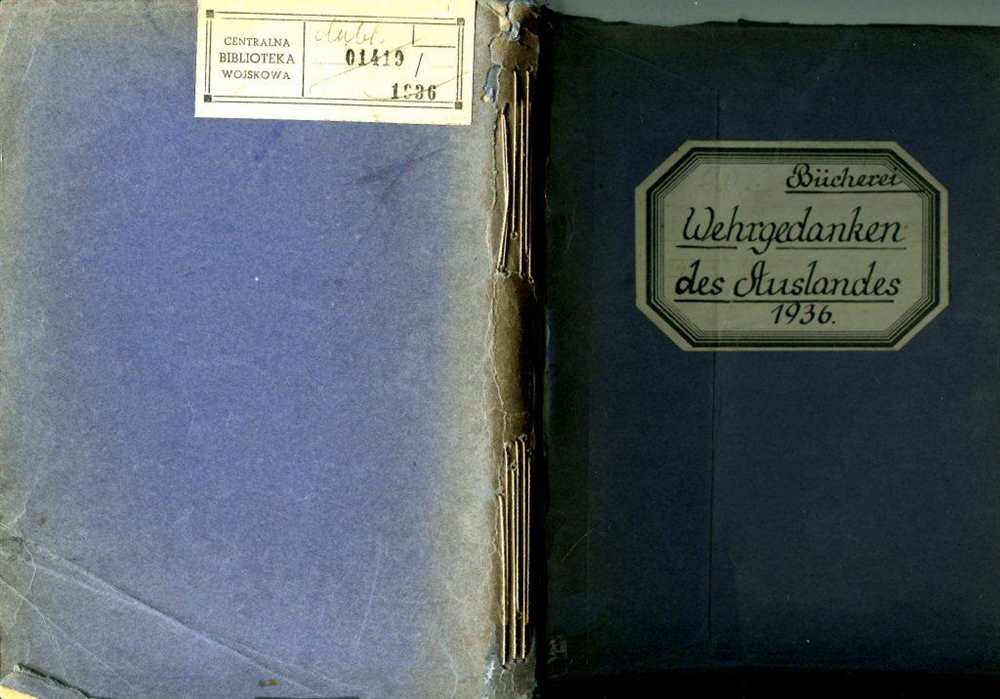 CENTRALNA
BIBLIOTEKA
WOJSKOWA
01419
/
1936
Bücherei
Wehrgedanken
des Auslandes
1936.